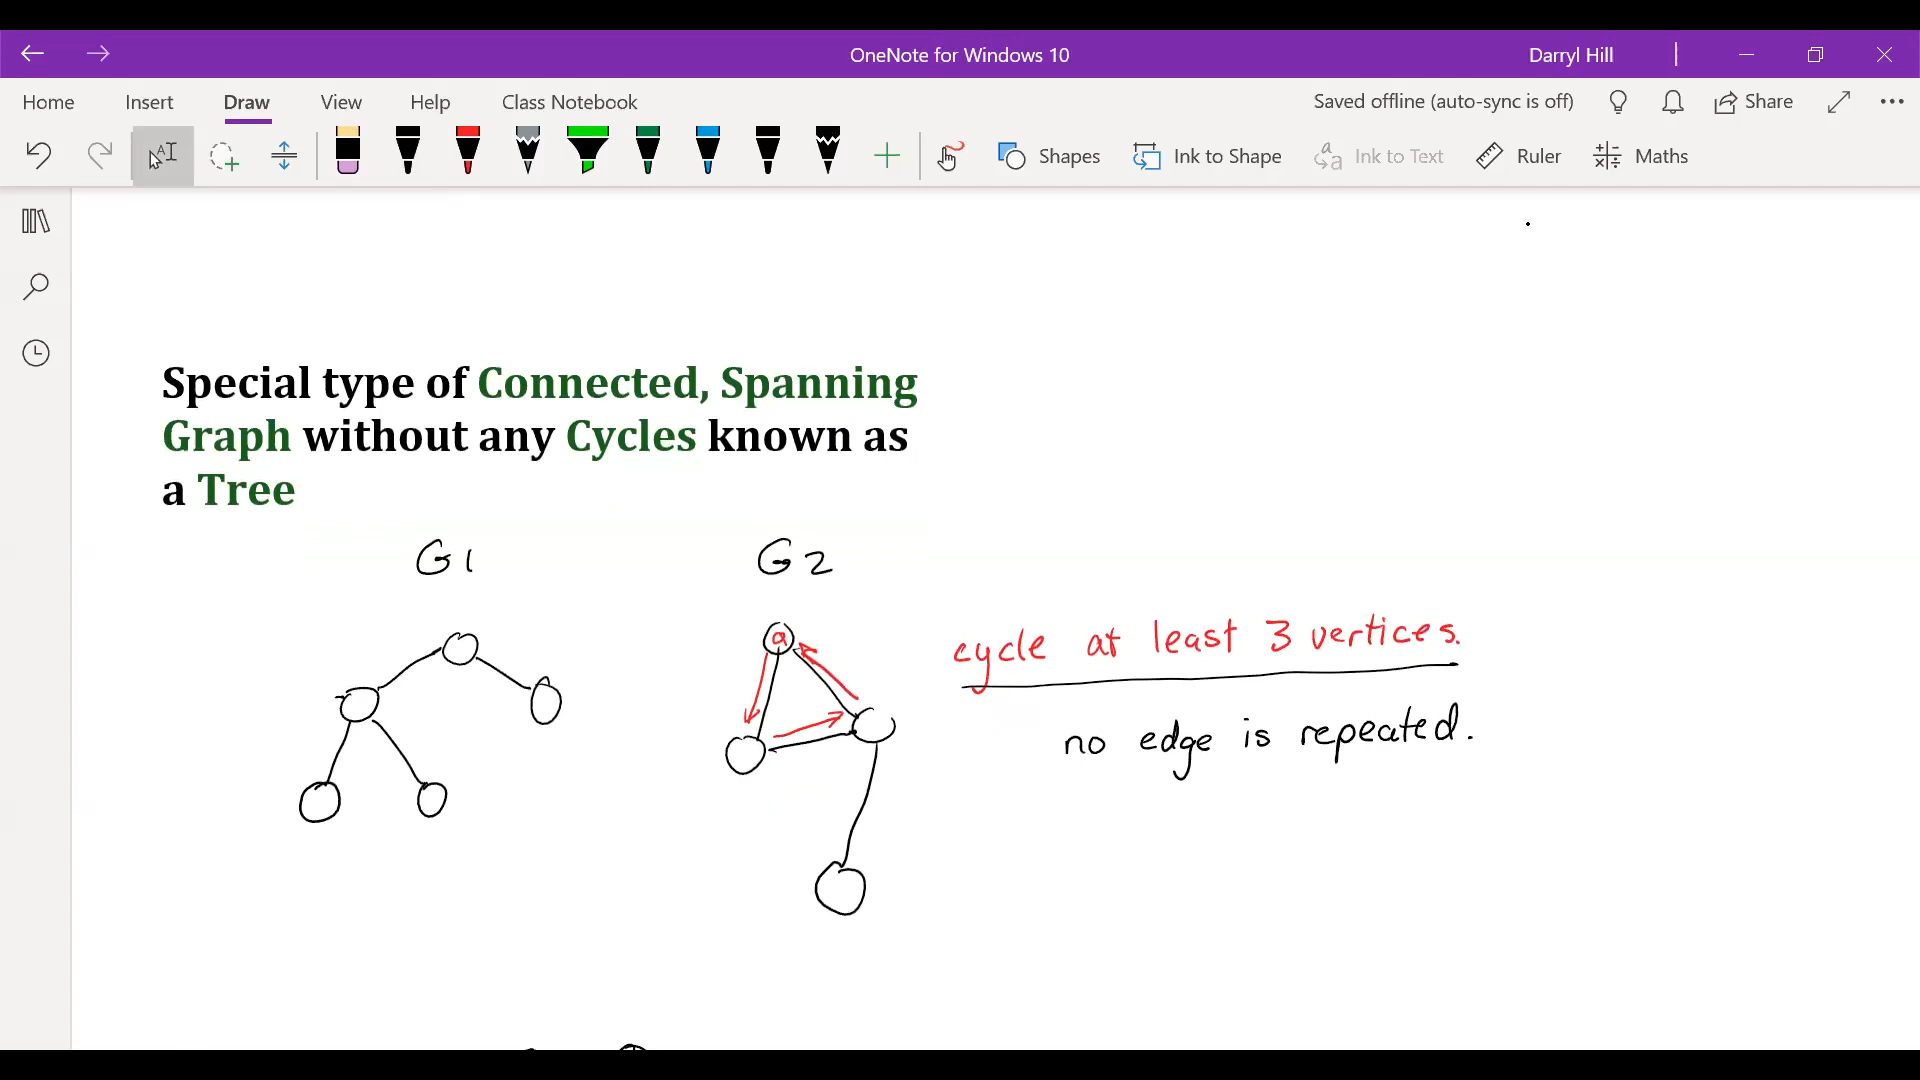 OneNote for Windows 10
Darryl Hill
Home Insert Draw View Help Class Notebook
Saved offline (auto-sync is off)
Share
Shapes
Ink to Shape
Ink to Text
Ruler
Maths
Special type of Connected, Spanning
Graph without any Cycles known as
a Tree
G1 G2
a
cycle at least 3 vertices.
no edge is repeated.